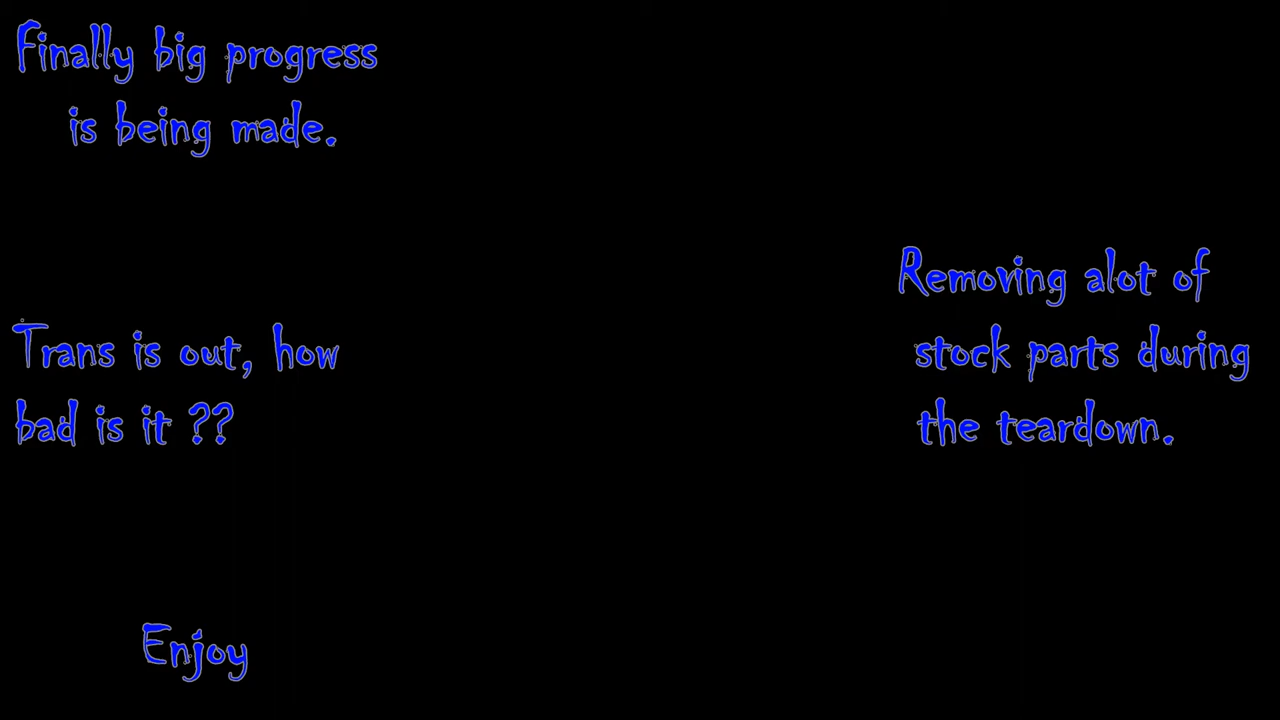 Finally big progress
is being made.
Removing alot of
stock parts during
the teardown.
Trans is out, how
bad is it ??
Enjoy